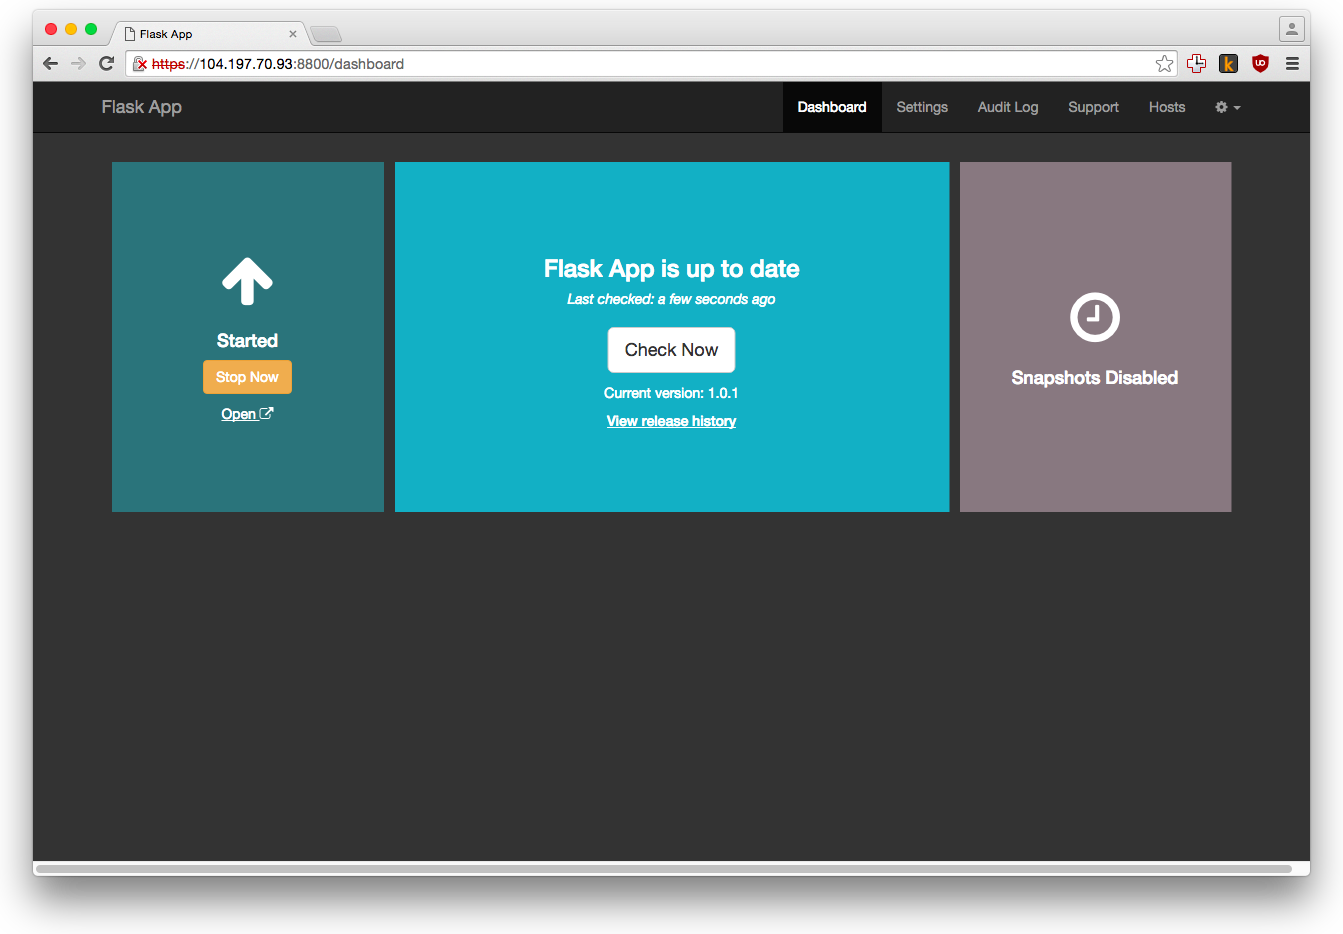 Flask App
https://104.197.70.93:8800/dashboard
Flask App
Dashboard Settings Audit Log Support Hosts
Started
Stop Now
Open
Flask App is up to date
Last checked: a few seconds ago
Check Now
Current version: 1.0.1
View release history
Snapshots Disabled